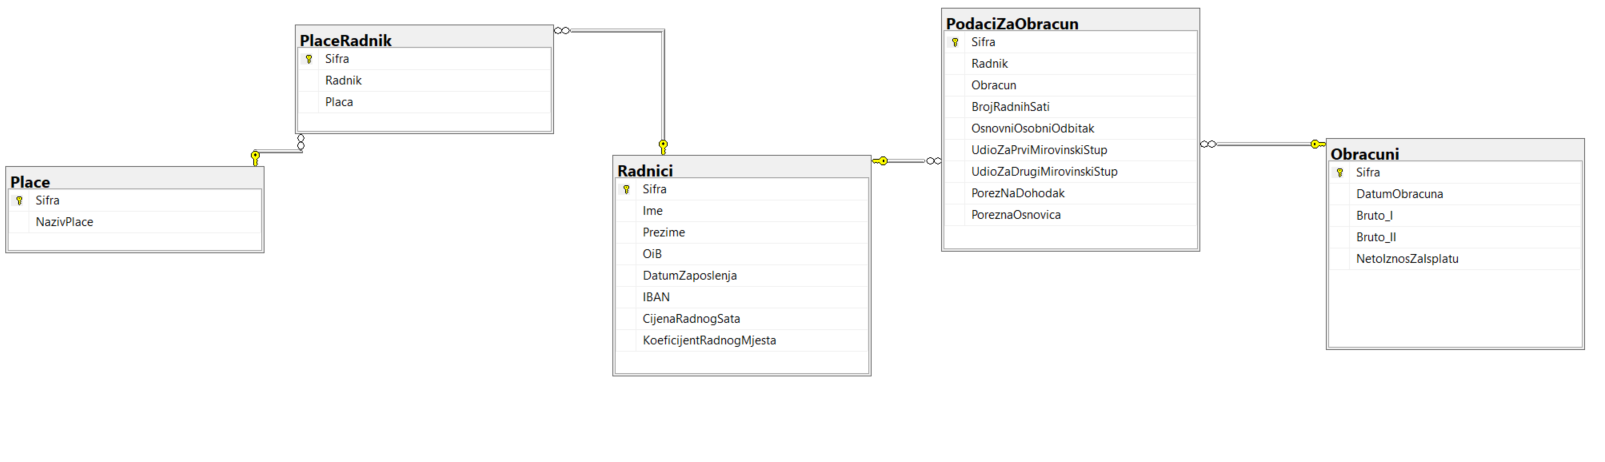 PlaceRadnik
Sifra
Radnik
Placa
Place
Sifra
NazivPlace
Radnici
Sifra
Ime
Prezime
OiB
DatumZaposlenja
IBAN
CijenaRadnogSata
KoeficijentRadnogMjesta
PodaciZaObracun
Sifra
Radnik
Obracun
BrojRadnihSati
OsnovniOsobniOdbitak
UdioZaPrviMirovinskiStup
UdioZaDrugiMirovinskiStup
PorezNaDohodak
PoreznaOsnovica
Obracuni
Sifra
DatumObracuna
Bruto_I
Bruto_II
NetoIznosZaIsplatu